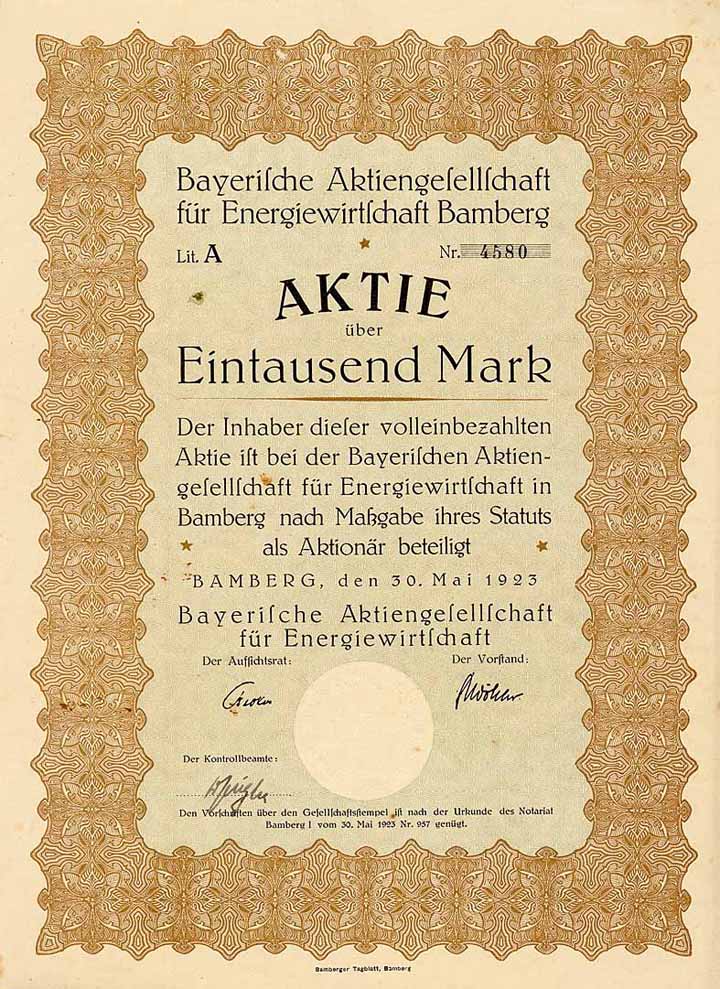 Bayeriſche Aktiengeſellſchaft
für Energiewirtſchaft Bamberg
Lit. A Nr. 4580
AKTIE
über
Eintausend Mark
Der Inhaber dieſer volleinbezahlten
Aktie iſt bei der Bayeriſchen Aktien-
geſellſchaft für Energiewirtſchaft in
Bamberg nach Maßgabe ihres Statuts
als Aktionär beteiligt
BAMBERG, den 30. Mai 1923
Bayeriſche Aktiengeſellſchaft
für Energiewirtſchaft
Der Auſſichtsrat: Der Vorſtand:
Der Kontrollbeamte:
Den Vorſchriften über den Geſellſchaftsſtempel iſt nach der Urkunde des Notariat
Bamberg I vom 30. Mai 1923 Nr. 957 genügt.
Bamberger Tagblatt, Bamberg